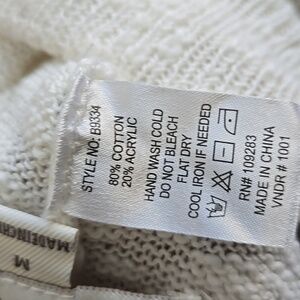 STYLE NO: B9334
80% COTTON
20% ACRYLIC
HAND WASH COLD
DO NOT BLEACH
FLAT DRY
COOL IRON IF NEEDED
RN# 109283
MADE IN CHINA
VNDR # 1001
M